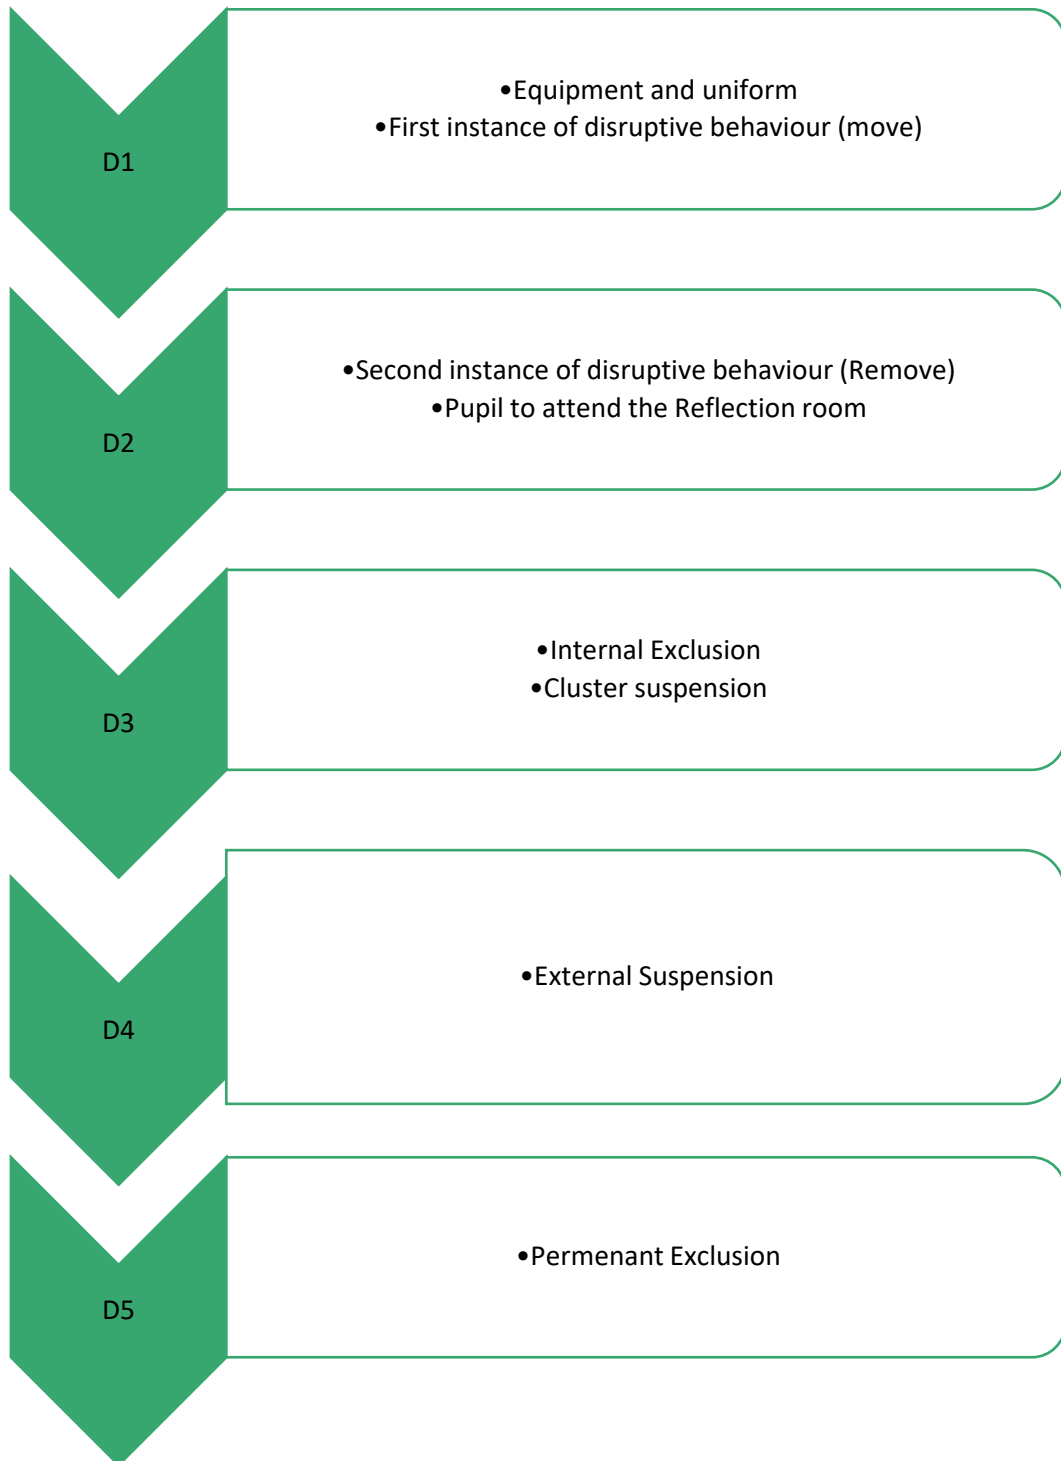 D1
•Equipment and uniform
•First instance of disruptive behaviour (move)
D2
•Second instance of disruptive behaviour (Remove)
•Pupil to attend the Reflection room
D3
•Internal Exclusion
•Cluster suspension
D4
•External Suspension
D5
•Permenant Exclusion